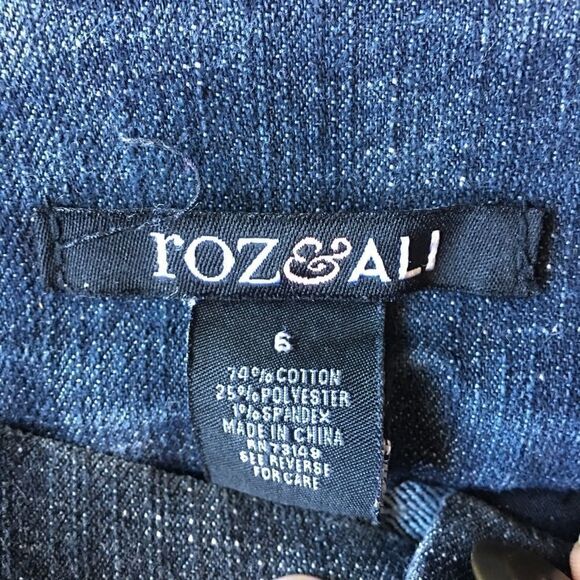 roz&ALI
6
74% COTTON
25% POLYESTER
1% SPANDEX
MADE IN CHINA
RN 73149
SEE REVERSE
FOR CARE